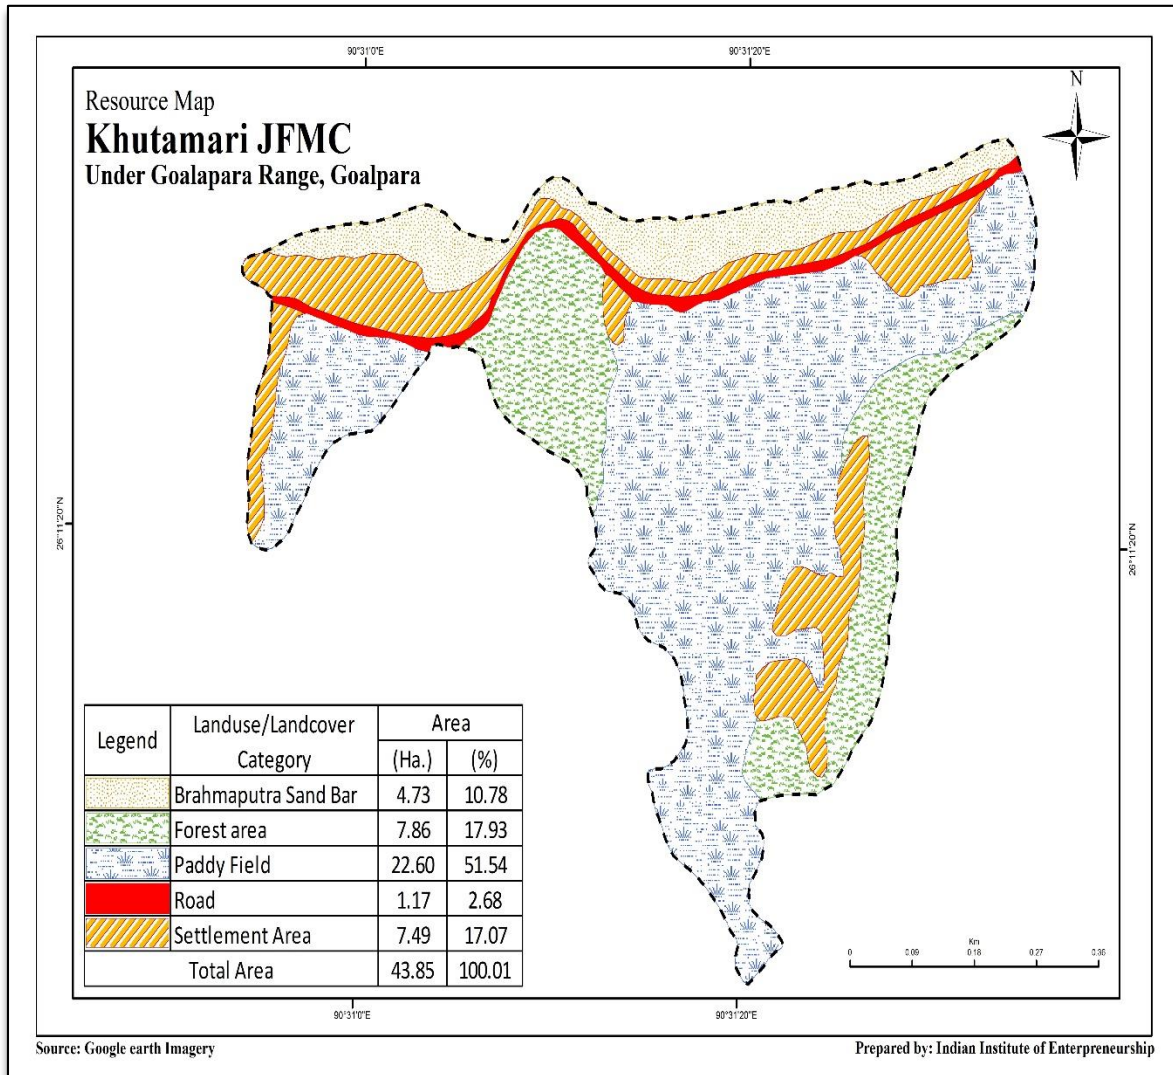 90°31'0"E
90°31'20"E
Resource Map
Khutamari JFMC
Under Goalapara Range, Goalpara
N
26°11'20"N
26°11'20"N
Legend
Landuse/Landcover Category
Area
(Ha.) (%)
Brahmaputra Sand Bar 4.73 10.78
Forest area 7.86 17.93
Paddy Field 22.60 51.54
Road 1.17 2.68
Settlement Area 7.49 17.07
Total Area 43.85 100.01
Km
0 0.09 0.18 0.27 0.36
90°31'0"E
90°31'20"E
Source: Google earth Imagery
Prepared by: Indian Institute of Enterpreneurship